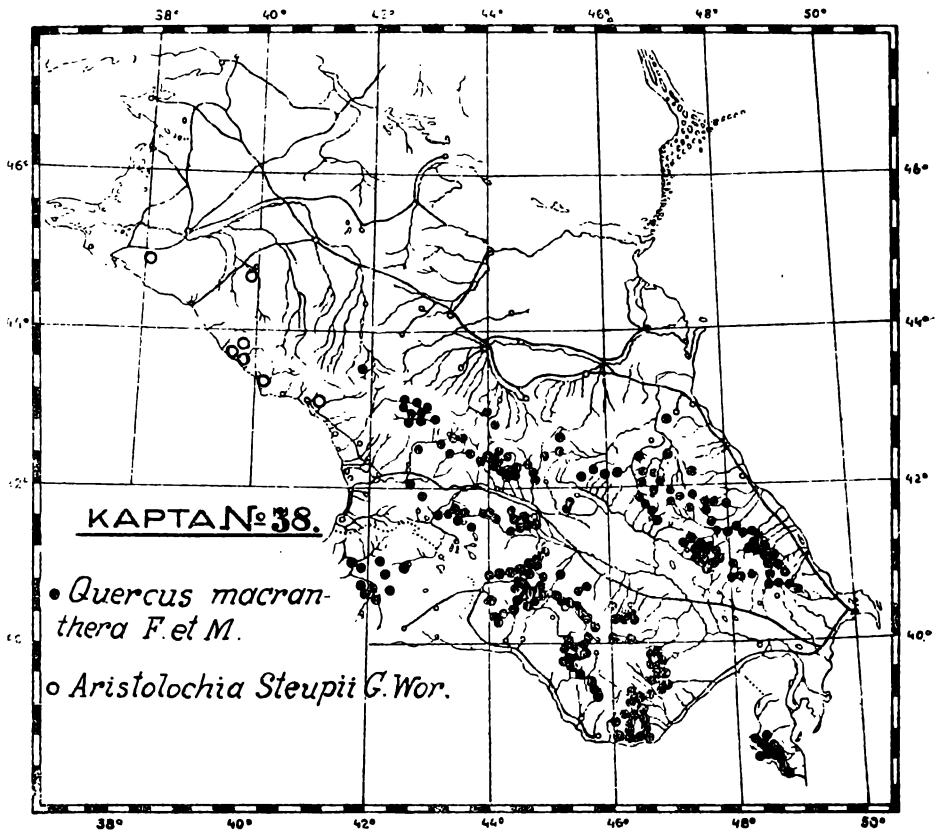 38° 40° 42° 44° 46° 48° 50°
46° 46°
44° 44°
42° 42°
КАРТА № 38.
• Quercus macran-
thera F. et M.
40° 40°
○ Aristolochia Steupii G. Wor.
38° 40° 42° 44° 46° 48° 50°